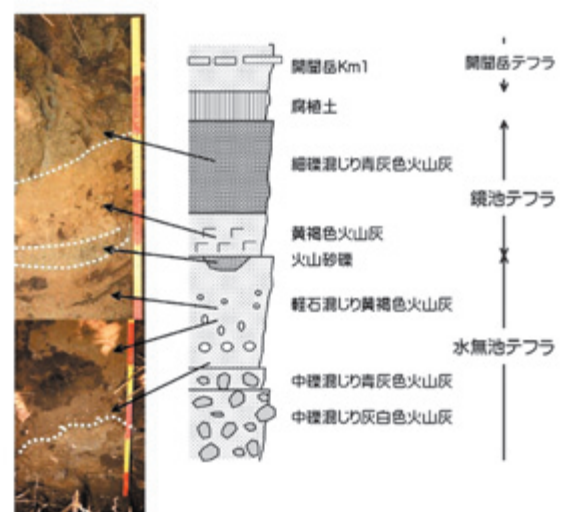 開聞岳Km1
開聞岳テフラ
腐植土
細礫混じり青灰色火山灰
鏡池テフラ
黄褐色火山灰
火山砂礫
軽石混じり黄褐色火山灰
水無池テフラ
中礫混じり青灰色火山灰
中礫混じり灰白色火山灰